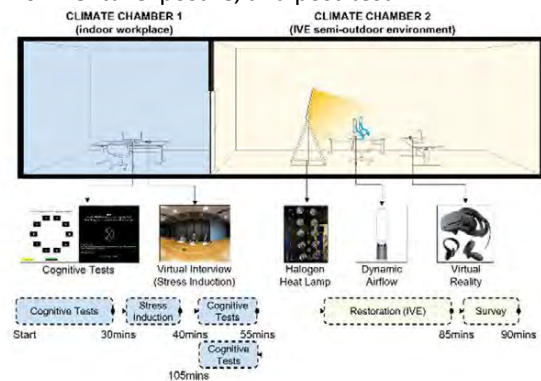 CLIMATE CHAMBER 1
(indoor workplace)
CLIMATE CHAMBER 2
(IVE semi-outdoor environment)
Cognitive Tests
Virtual Interview
(Stress Induction)
Halogen
Heat Lamp
Dynamic
Airflow
Virtual
Reality
Cognitive Tests
Stress
Induction
Cognitive
Tests
Restoration (IVE)
Survey
Start
30mins
40mins
55mins
85mins
90mins
Cognitive
Tests
105mins